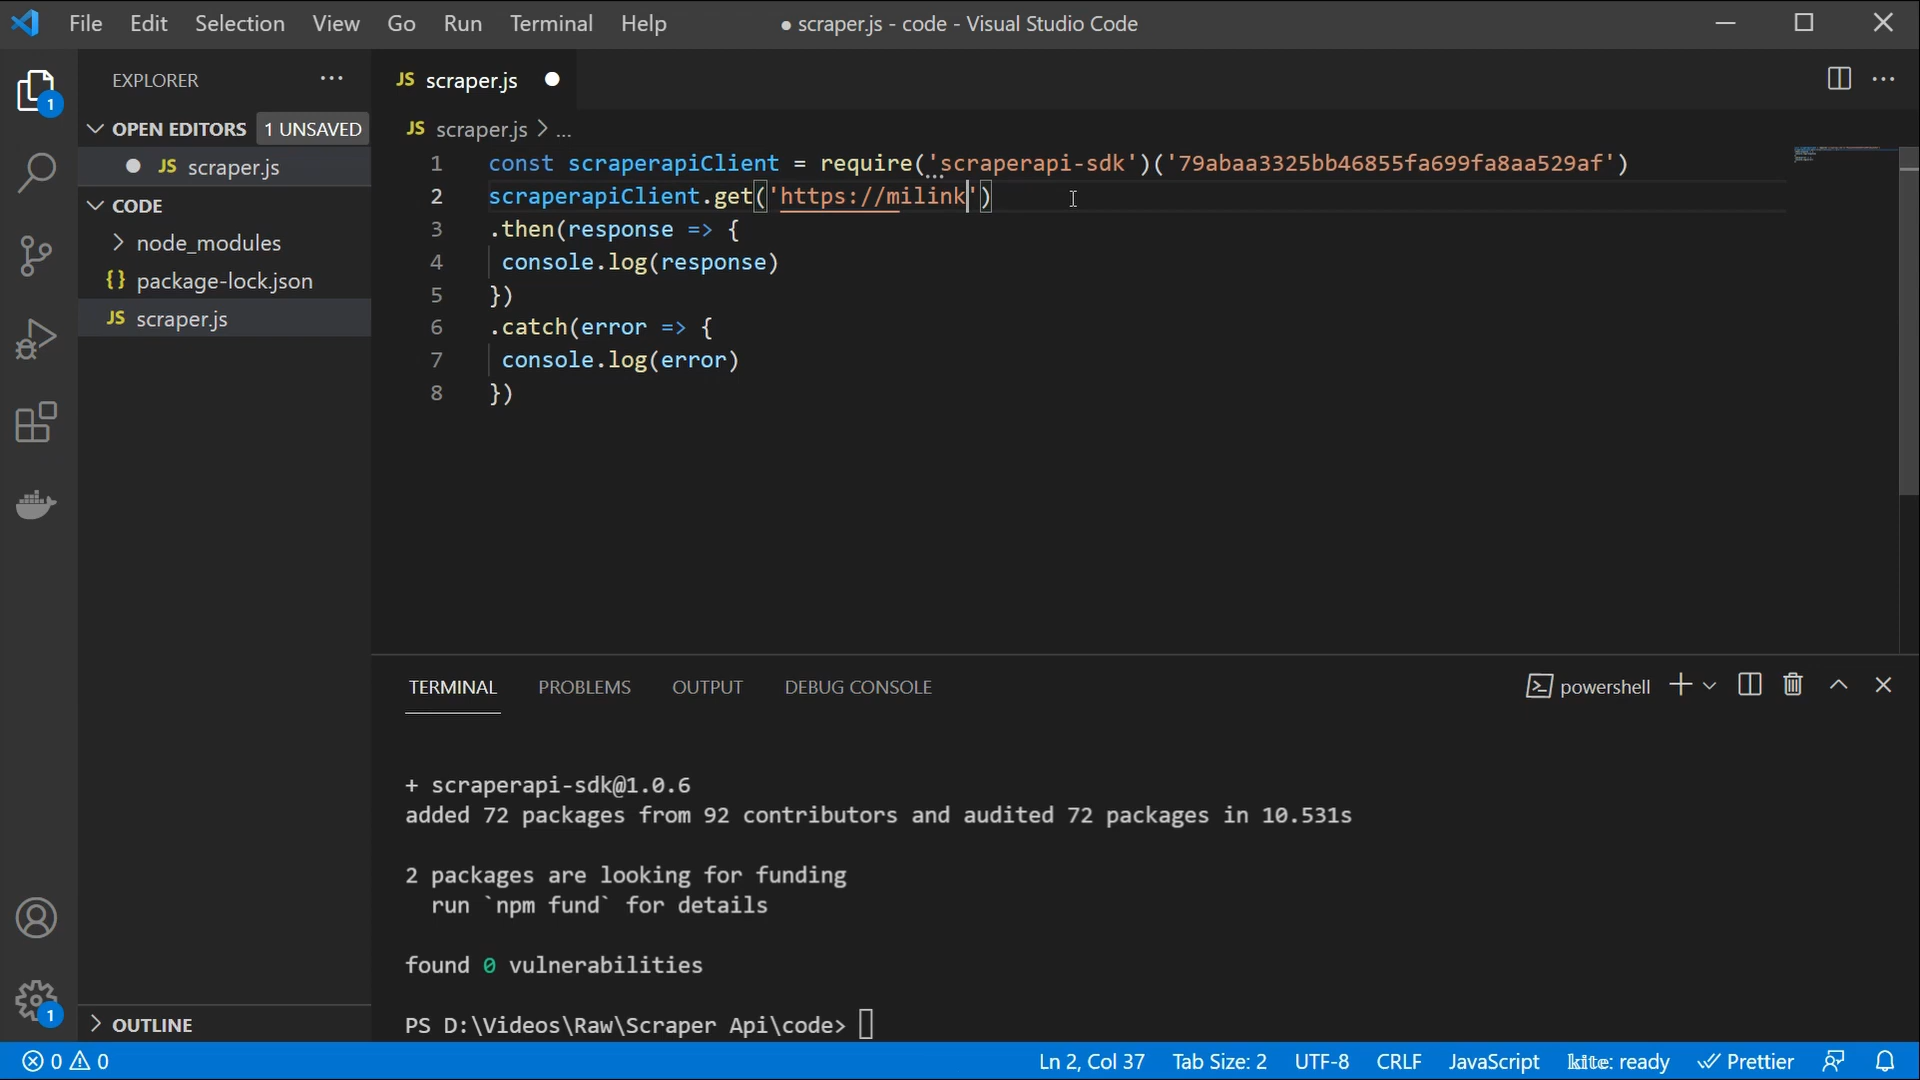 File Edit Selection View Go Run Terminal Help ● scraper.js - code - Visual Studio Code
EXPLORER ···
JS scraper.js ●
OPEN EDITORS 1 UNSAVED
JS scraper.js
CODE
node_modules
{} package-lock.json
JS scraper.js
OUTLINE
1
1
JS scraper.js > ...
1 const scraperapiClient = require('scraperapi-sdk')('79abaa3325bb46855fa699fa8aa529af')
2 scraperapiClient.get('https://milink')
3 .then(response => {
4 console.log(response)
5 })
6 .catch(error => {
7 console.log(error)
8 })
TERMINAL PROBLEMS OUTPUT DEBUG CONSOLE powershell
+ scraperapi-sdk@1.0.6
added 72 packages from 92 contributors and audited 72 packages in 10.531s
2 packages are looking for funding
run `npm fund` for details
found 0 vulnerabilities
PS D:\Videos\Raw\Scraper Api\code>
0 0 Ln 2, Col 37 Tab Size: 2 UTF-8 CRLF JavaScript kite: ready Prettier